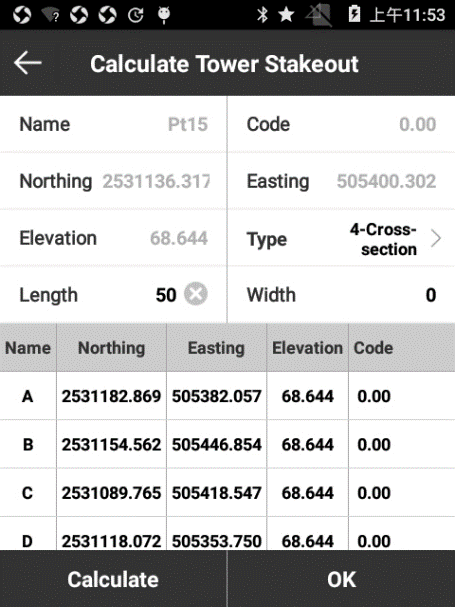 上午11:53
Calculate Tower Stakeout
Name Pt15 Code 0.00
Northing 2531136.317 Easting 505400.302
Elevation 68.644 Type 4-Cross-
section
Length 50 Width 0
Name Northing Easting Elevation Code
A 2531182.869 505382.057 68.644 0.00
B 2531154.562 505446.854 68.644 0.00
C 2531089.765 505418.547 68.644 0.00
D 2531118.072 505353.750 68.644 0.00
Calculate OK